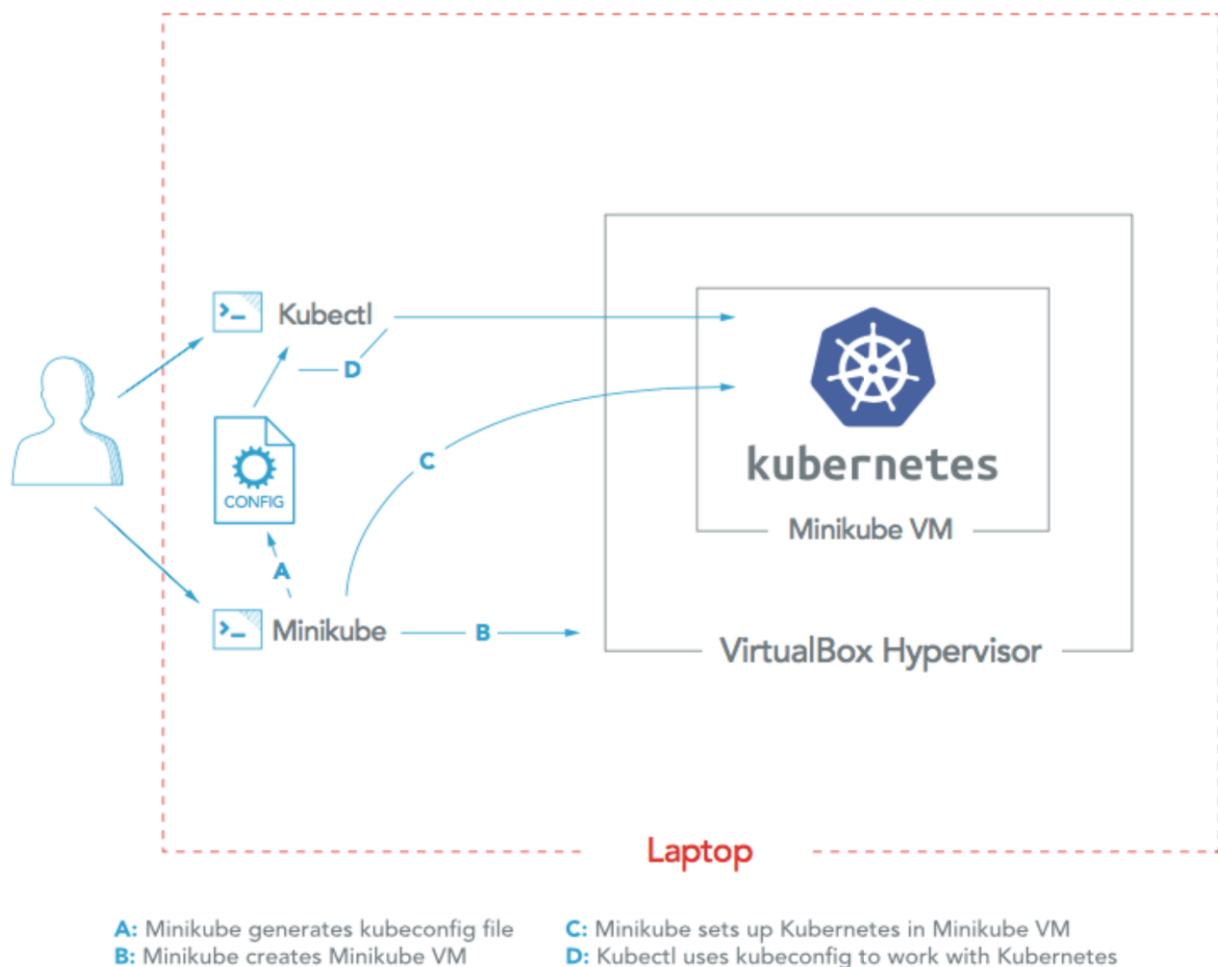 >_ Kubectl
D
CONFIG
C
kubernetes
Minikube VM
A
>_ Minikube
B
VirtualBox Hypervisor
Laptop
A: Minikube generates kubeconfig file
B: Minikube creates Minikube VM
C: Minikube sets up Kubernetes in Minikube VM
D: Kubectl uses kubeconfig to work with Kubernetes